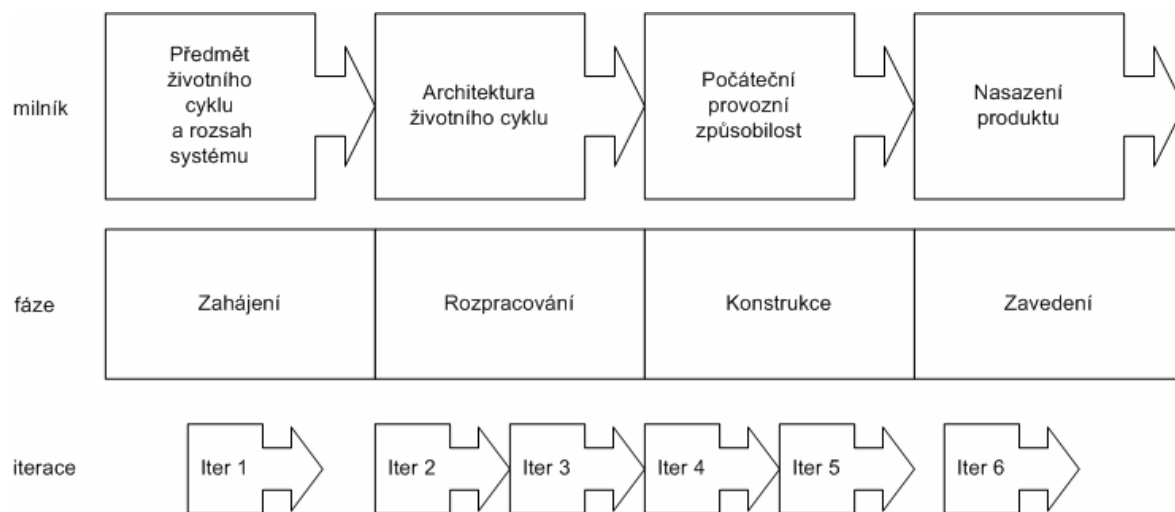 milník
Předmět
životního
cyklu
a rozsah
systému
Architektura
životního cyklu
Počáteční
provozní
způsobilost
Nasazení
produktu
fáze
Zahájení
Rozpracování
Konstrukce
Zavedení
iterace
Iter 1
Iter 2
Iter 3
Iter 4
Iter 5
Iter 6